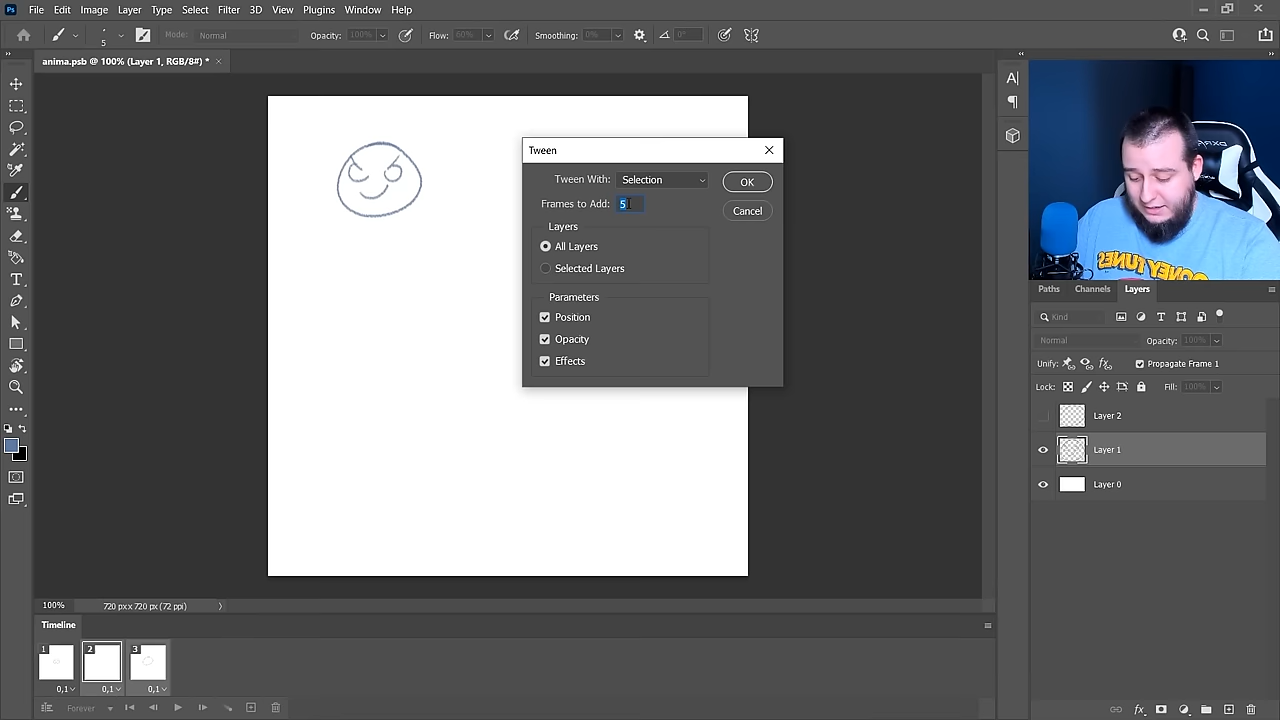 Ps File Edit Image Layer Type Select Filter 3D View Plugins Window Help
5 Mode: Normal Opacity: 100% Flow: 60% Smoothing: 0% 0°
anima.psb @ 100% (Layer 1, RGB/8#) *
Tween
Tween With: Selection OK
Frames to Add: 5 Cancel
Layers
All Layers
Selected Layers
Parameters
Position
Opacity
Effects
DXRACER
LOONEY TUNES
Paths Channels Layers
Kind
Normal Opacity: 100%
Unify: Propagate Frame 1
Lock: Fill: 100%
Layer 2
Layer 1
Layer 0
100% 720 px x 720 px (72 ppi)
Timeline
1 2 3
0,1 0,1 0,1
Forever